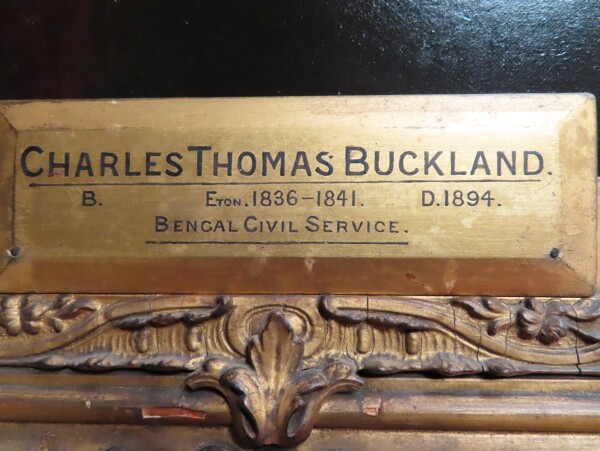 CHARLES THOMAS BUCKLAND.
B. ETON. 1836-1841. D. 1894.
BENGAL CIVIL SERVICE.